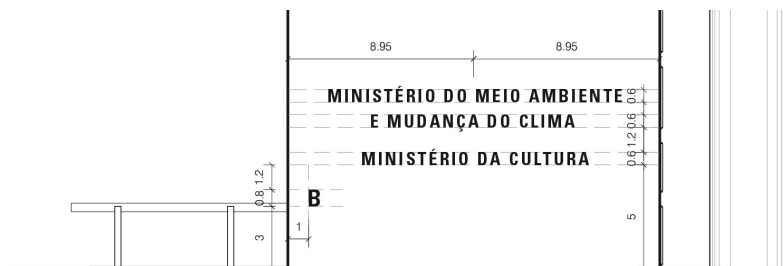 8.95 8.95
MINISTÉRIO DO MEIO AMBIENTE 0.6
E MUDANÇA DO CLIMA 0.6
1.2
MINISTÉRIO DA CULTURA 0.6
1.2
0.8 B
1
3 5